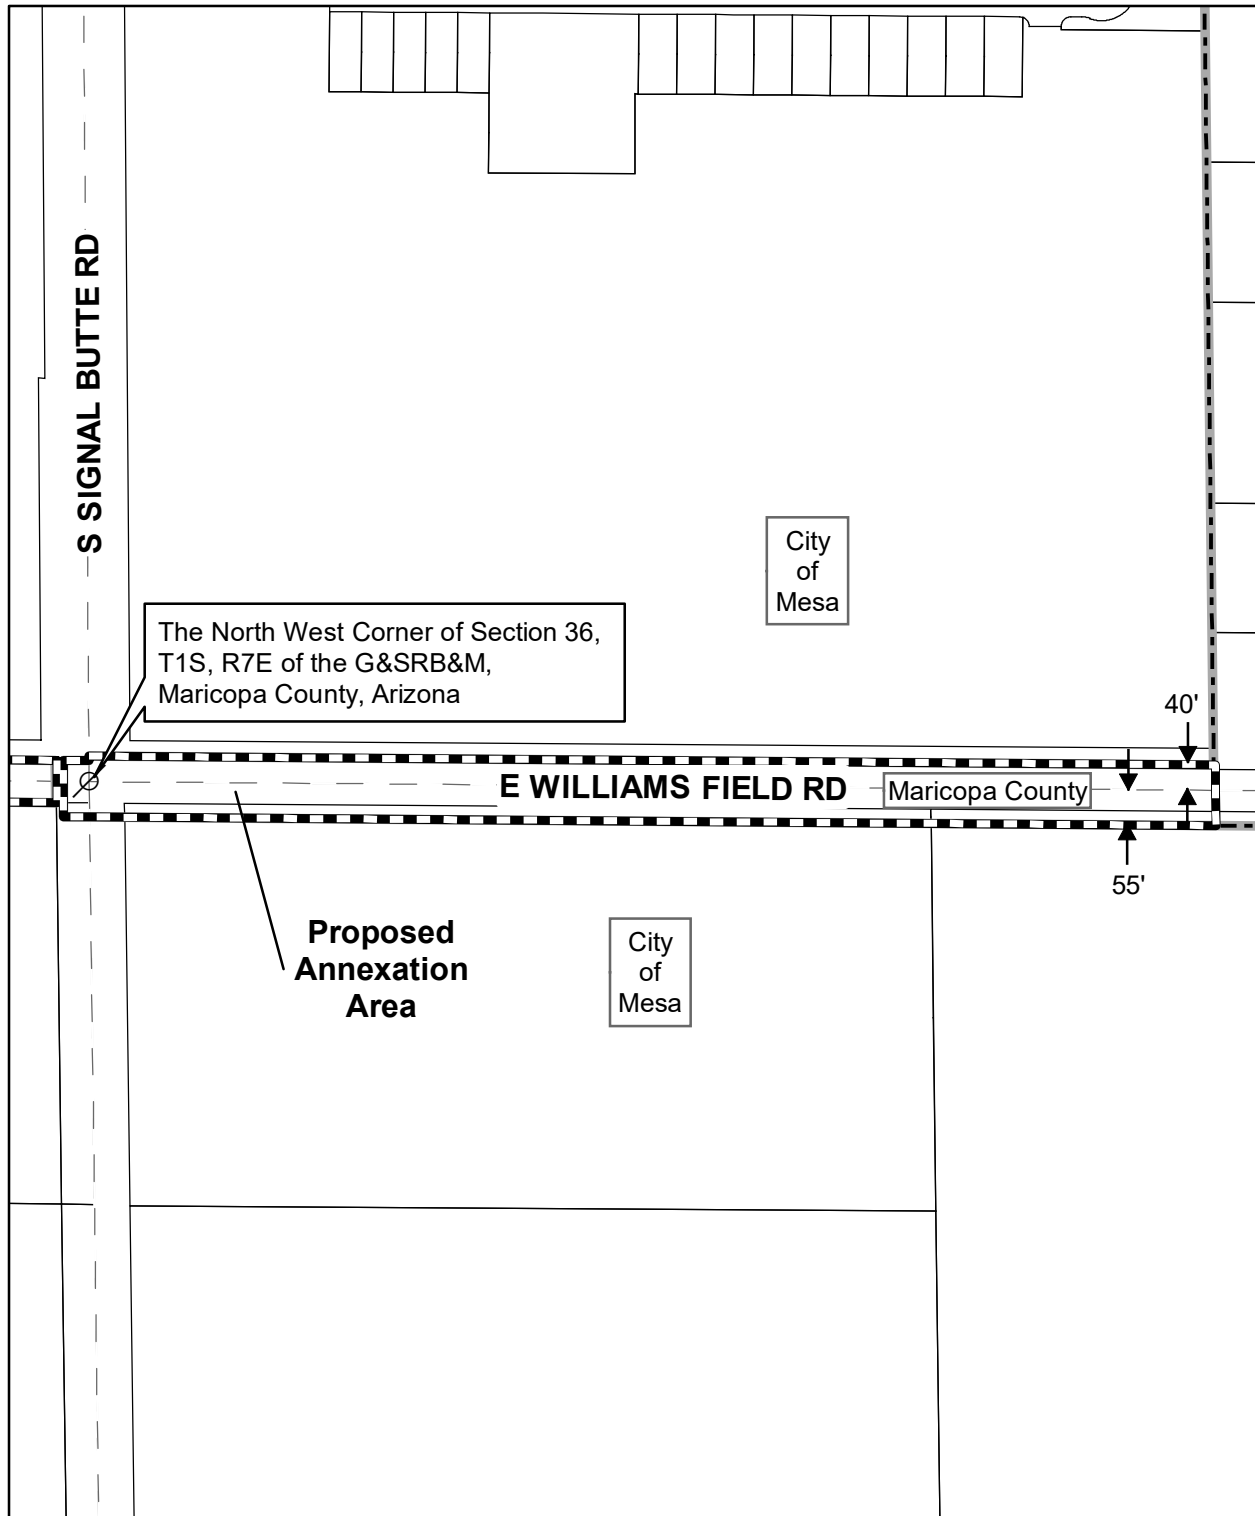 S SIGNAL BUTTE RD
City
of
Mesa
The North West Corner of Section 36,
T1S, R7E of the G&SRB&M,
Maricopa County, Arizona
40'
E WILLIAMS FIELD RD
Maricopa County
55'
Proposed
Annexation
Area
City
of
Mesa